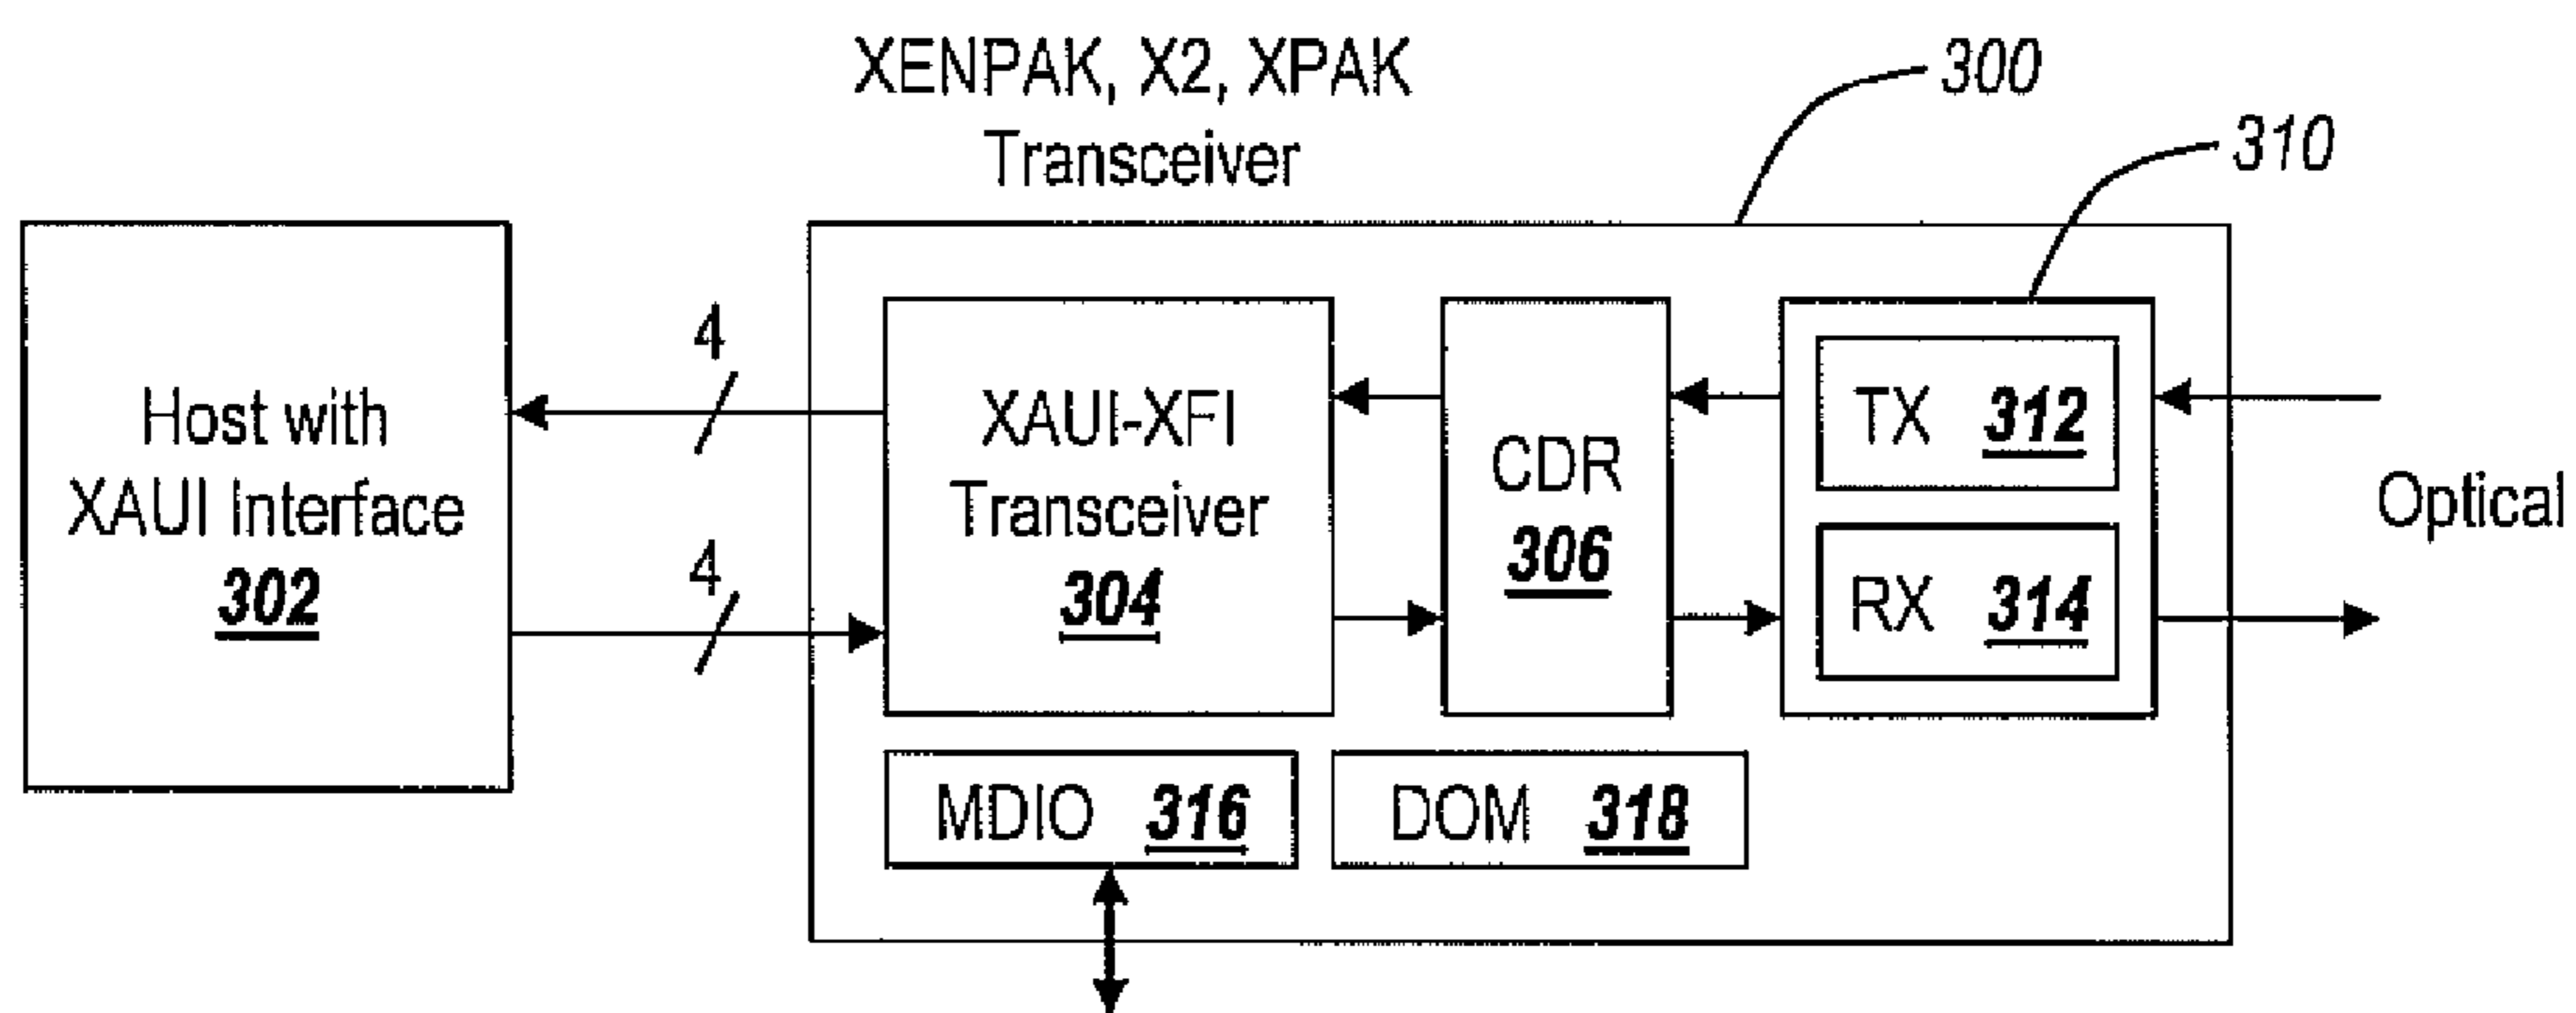 XENPAK, X2, XPAK
Transceiver
300
310
Host with
XAUI Interface
302
4
4
XAUI-XFI
Transceiver
304
CDR
306
TX 312
RX 314
Optical
MDIO 316
DOM 318